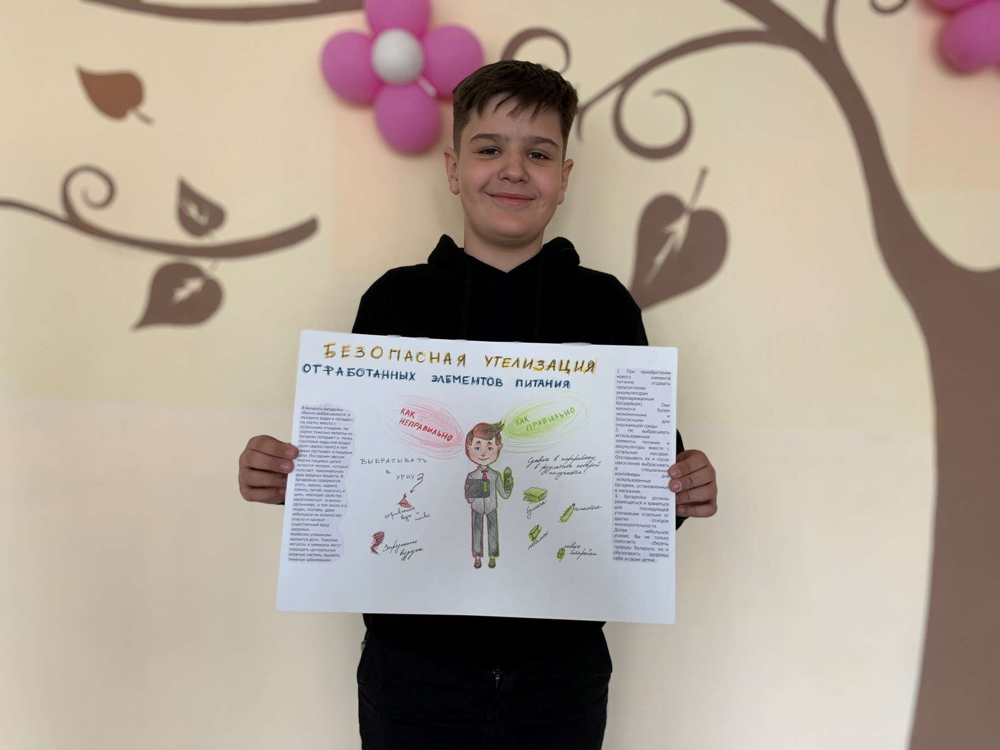 БЕЗОПАСНАЯ УТЕЛИЗАЦИЯ
ОТРАБОТАННЫХ ЭЛЕМЕНТОВ ПИТАНИЯ
В Беларуси батарейки
обычно выбрасываются в
мусорное ведро и попадают
на свалку вместе с
остальными отходами. На
свалке тяжелые металлы из
батареек попадают в почву,
грунтовые воды или воздух
(если свалка горит) и тем
самым поступают в пищевые
цепи. Последним звеном
многих пищевых цепей
является человек, который
получает максимальную
дозу вредных веществ. В
батарейках содержатся:
ртуть, никель, кадмий,
свинец, литий, марганец и
цинк, имеющие свойство
накапливаться в живых
организмах, в том числе и в
людях, поэтому даже
небольшое их количество
опасно и наносит
существенный вред
здоровью.
Наиболее уязвимыми
являются дети. Тяжелые
металлы и химикаты могут
повредить центральную
нервную систему, вызвать
тяжелые заболевания.
КАК
НЕПРАВИЛЬНО
ВЫБРАСЫВАТЬ
В
УРНУ
отравление
воды и почвы
Загрязнение
воздуха
КАК
ПРАВИЛЬНО
Сдавать в переработку,
в результате которой
получается:
бумага
пластик
металлы
новые
батарейки
1. При приобретении
нового элемента
питания, отдавать
предпочтение
аккумуляторам
(перезаряжаемым
батарейкам). Они
являются более
экономичными и
безопасными для
окружающей среды.
2. Не выбрасывать
использованные
элементы питания и
аккумуляторы вместе с
остальным мусором.
Откладывать их и после
накопления выбрасывать
в специальные
контейнеры для
использованных
батареек, установленные
в магазинах.
3. Батарейки должны
размещаться и храниться
для последующей
утилизации отдельно от
других отходов
жизнедеятельности.
Делая небольшое
усилие, Вы не только
помогаете сберечь
природу Беларуси, но и
обезопасить здоровье
себя и своих детей.